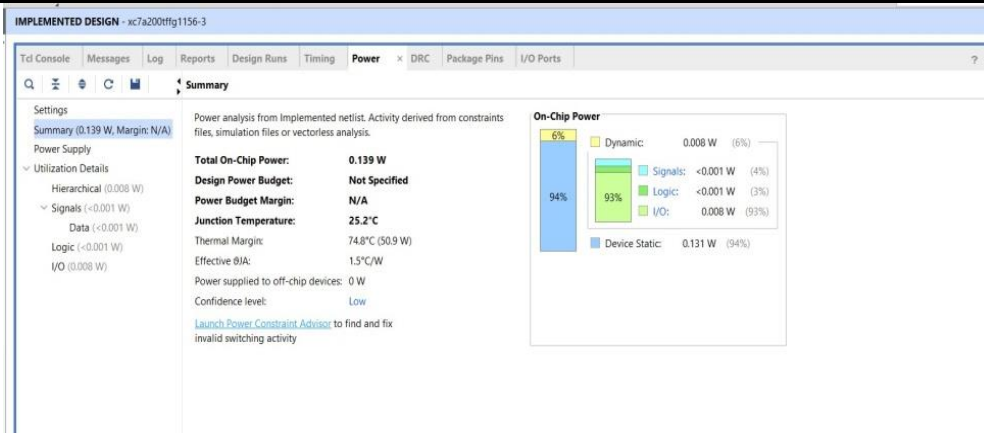 IMPLEMENTED DESIGN - xc7a200tffg1156-3
Tcl Console Messages Log Reports Design Runs Timing Power × DRC Package Pins I/O Ports ?
Summary
Settings
Summary (0.139 W, Margin: N/A)
Power Supply
Utilization Details
Hierarchical (0.008 W)
Signals (<0.001 W)
Data (<0.001 W)
Logic (<0.001 W)
I/O (0.008 W)
Power analysis from Implemented netlist. Activity derived from constraints
files, simulation files or vectorless analysis.
Total On-Chip Power: 0.139 W
Design Power Budget: Not Specified
Power Budget Margin: N/A
Junction Temperature: 25.2°C
Thermal Margin: 74.8°C (50.9 W)
Effective ϑJA: 1.5°C/W
Power supplied to off-chip devices: 0 W
Confidence level: Low
Launch Power Constraint Advisor to find and fix
invalid switching activity
On-Chip Power
6%
94%
Dynamic: 0.008 W (6%)
93%
Signals: <0.001 W (4%)
Logic: <0.001 W (3%)
I/O: 0.008 W (93%)
Device Static: 0.131 W (94%)